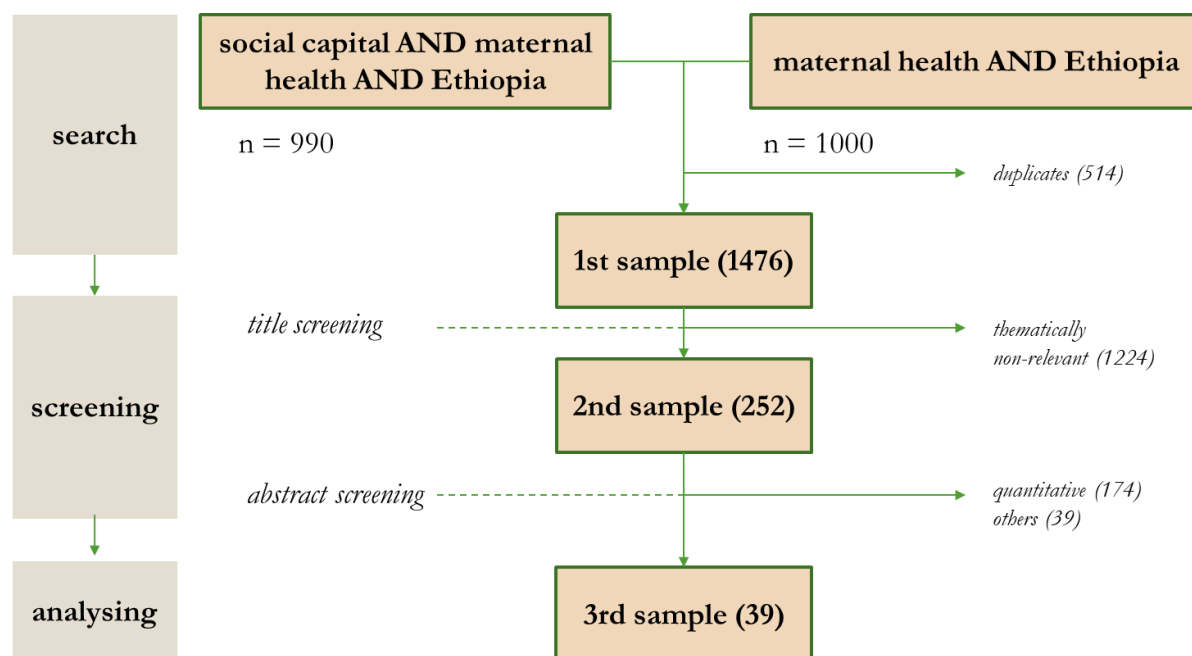 search
social capital AND maternal
health AND Ethiopia
maternal health AND Ethiopia
n = 990
n = 1000
duplicates (514)
1st sample (1476)
title screening
thematically
non-relevant (1224)
screening
2nd sample (252)
abstract screening
quantitative (174)
others (39)
analysing
3rd sample (39)